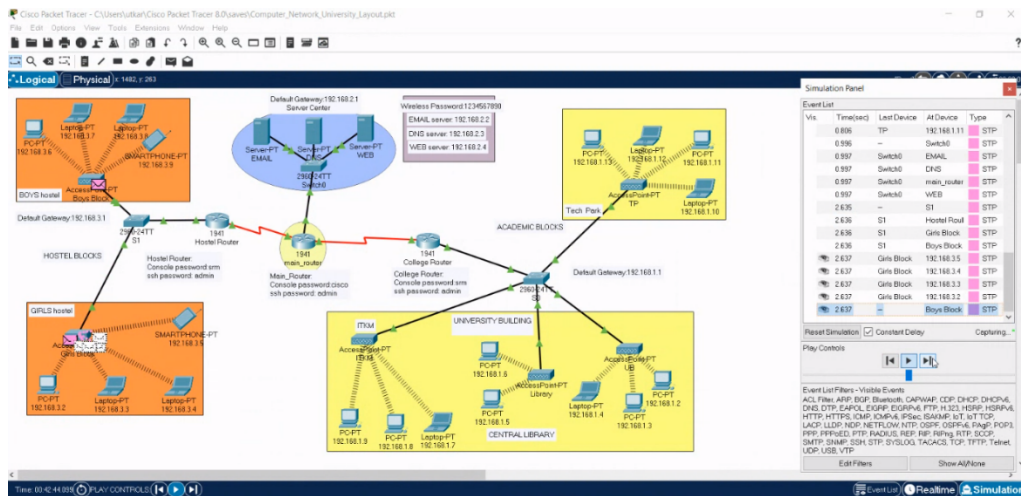 Cisco Packet Tracer - C:\Users\utkar\Cisco Packet Tracer 8.0\saves\Computer_Network_University_Layout.pkt
File Edit Options View Tools Extensions Window Help
Logical Physical x: 1482, y: 263
Default Gateway:192.168.2.1
Server Center
Server-PT
EMAIL
Server-PT
DNS
Server-PT
WEB
2960-24TT
Switch0
Wireless Password:1234567890
EMAIL server: 192.168.2.2
DNS server: 192.168.2.3
WEB server: 192.168.2.4
PC-PT
192.168.3.6
Laptop-PT
192.168.3.7
Laptop-PT
192.168.3.8
SMARTPHONE-PT
192.168.3.9
AccessPoint-PT
Boys Block
BOYS hostel
Default Gateway:192.168.3.1
2960-24TT
S1
HOSTEL BLOCKS
1941
Hostel Router
Hostel Router:
Console password:srm
ssh password: admin
1941
main_router
Main_Router:
Console password:cisco
ssh password: admin
1941
College Router
College Router:
Console password:srm
ssh password: admin
ACADEMIC BLOCKS
PC-PT
192.168.1.13
Laptop-PT
192.168.1.12
PC-PT
192.168.1.11
AccessPoint-PT
TP
Laptop-PT
192.168.1.10
Tech Park
Default Gateway:192.168.1.1
2960-24TT
GIRLS hostel
SMARTPHONE-PT
192.168.3.5
Girls Block
PC-PT
192.168.3.2
Laptop-PT
192.168.3.3
Laptop-PT
192.168.3.4
ITKM
UNIVERSITY BUILDING
AccessPoint-PT
ITKM
PC-PT
192.168.1.9
PC-PT
192.168.1.8
Laptop-PT
192.168.1.7
PC-PT
192.168.1.6
PC-PT
192.168.1.5
AccessPoint-PT
Library
CENTRAL LIBRARY
AccessPoint-PT
UB
Laptop-PT
192.168.1.4
PC-PT
192.168.1.3
PC-PT
192.168.1.2
Simulation Panel
Event List
Vis. Time(sec) Last Device At Device Type
0.806 TP 192.168.1.11 STP
0.996 -- Switch0 STP
0.997 Switch0 EMAIL STP
0.997 Switch0 DNS STP
0.997 Switch0 main_router STP
0.997 Switch0 WEB STP
2.635 -- S1 STP
2.636 S1 Hostel Rout STP
2.636 S1 Girls Block STP
2.636 S1 Boys Block STP
2.637 Girls Block 192.168.3.5 STP
2.637 Girls Block 192.168.3.4 STP
2.637 Girls Block 192.168.3.3 STP
2.637 Girls Block 192.168.3.2 STP
2.637 -- Boys Block STP
Reset Simulation Constant Delay Capturing...
Play Controls
Event List Filters - Visible Events
ACL Filter, ARP, BGP, Bluetooth, CAPWAP, CDP, DHCP, DHCPv6,
DNS, DTP, EAPOL, EIGRP, EIGRPv6, FTP, H.323, HSRP, HSRPv6,
HTTP, HTTPS, ICMP, ICMPv6, IPSec, ISAKMP, IoT, IoT TCP,
LACP, LLDP, NDP, NETFLOW, NTP, OSPF, OSPFv6, PAgP, POP3,
PPP, PPPoED, PTP, RADIUS, REP, RIP, RIPng, RTP, SCCP,
SMTP, SNMP, SSH, STP, SYSLOG, TACACS, TCP, TFTP, Telnet,
UDP, USB, VTP
Edit Filters Show All/None
Time: 00:42:44.099 PLAY CONTROLS: Event List Realtime Simulation